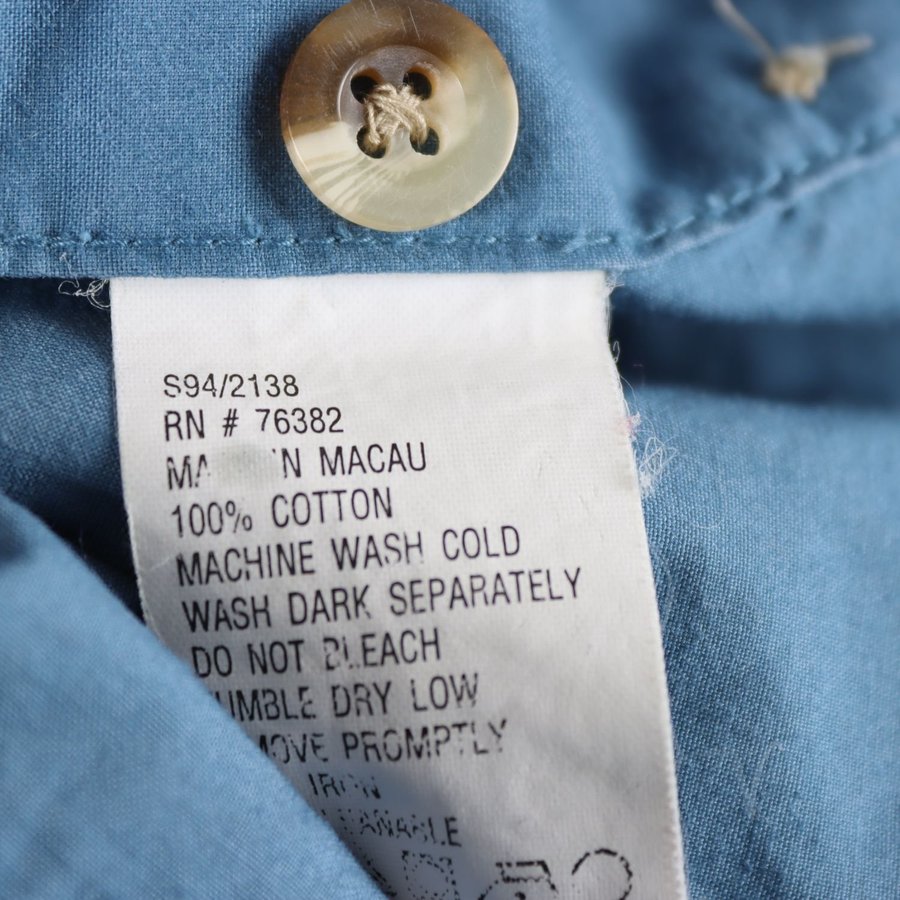 S94/2138
RN # 76382
MACAU
100% COTTON
MACHINE WASH COLD
WASH DARK SEPARATELY
DO NOT BLEACH
DRY LOW
PROMPTLY
IRON